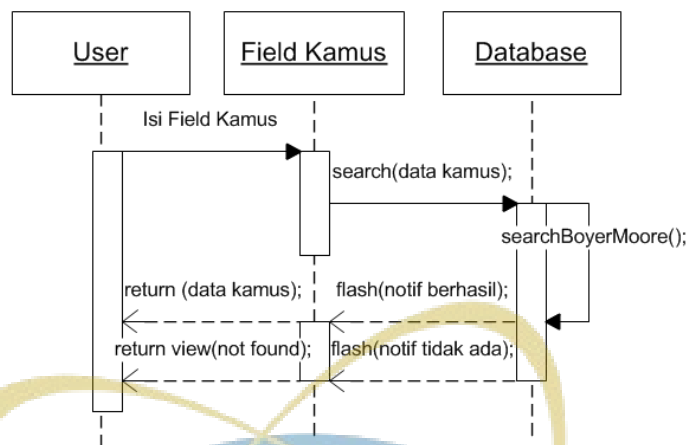 User
Field Kamus
Database
Isi Field Kamus
search(data kamus);
searchBoyerMoore();
return (data kamus);
flash(notif berhasil);
return view(not found);
flash(notif tidak ada);